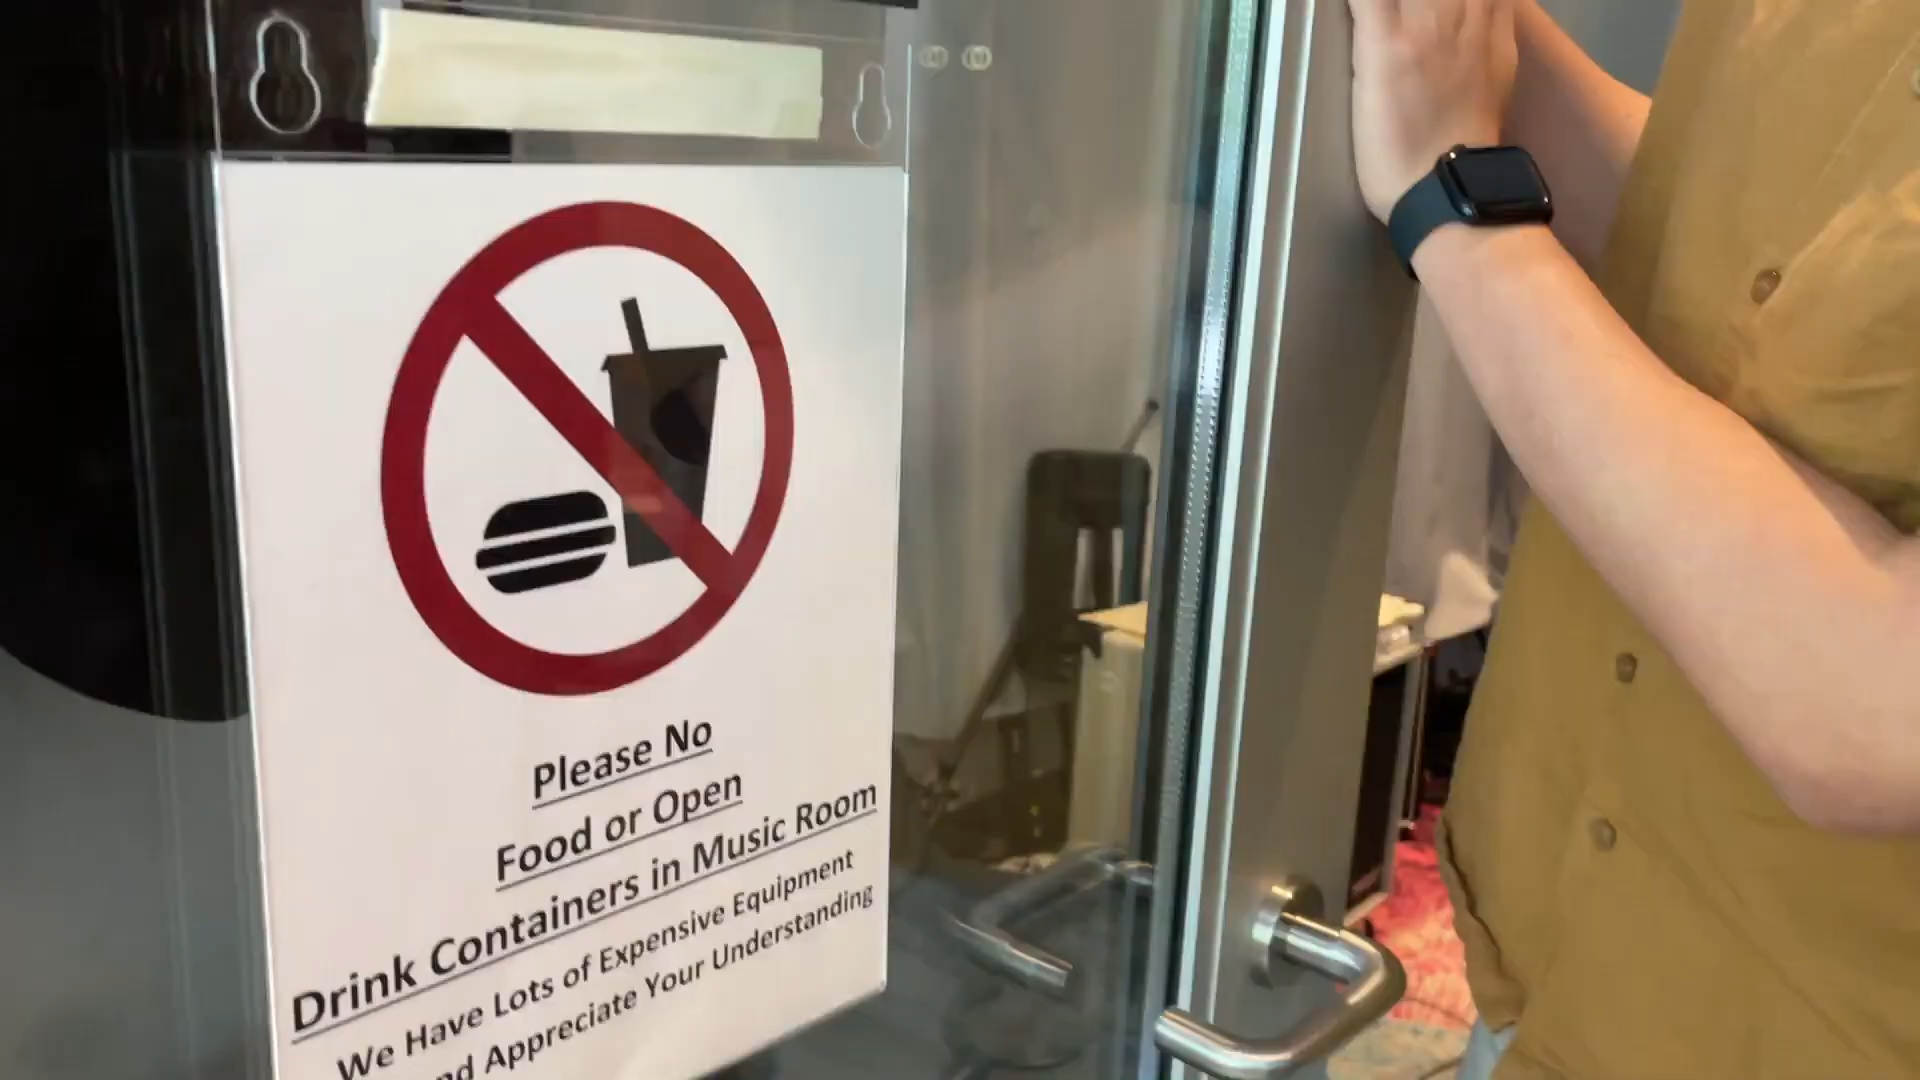 Please No
Food or Open
Drink Containers in Music Room
We Have Lots of Expensive Equipment
Appreciate Your Understanding